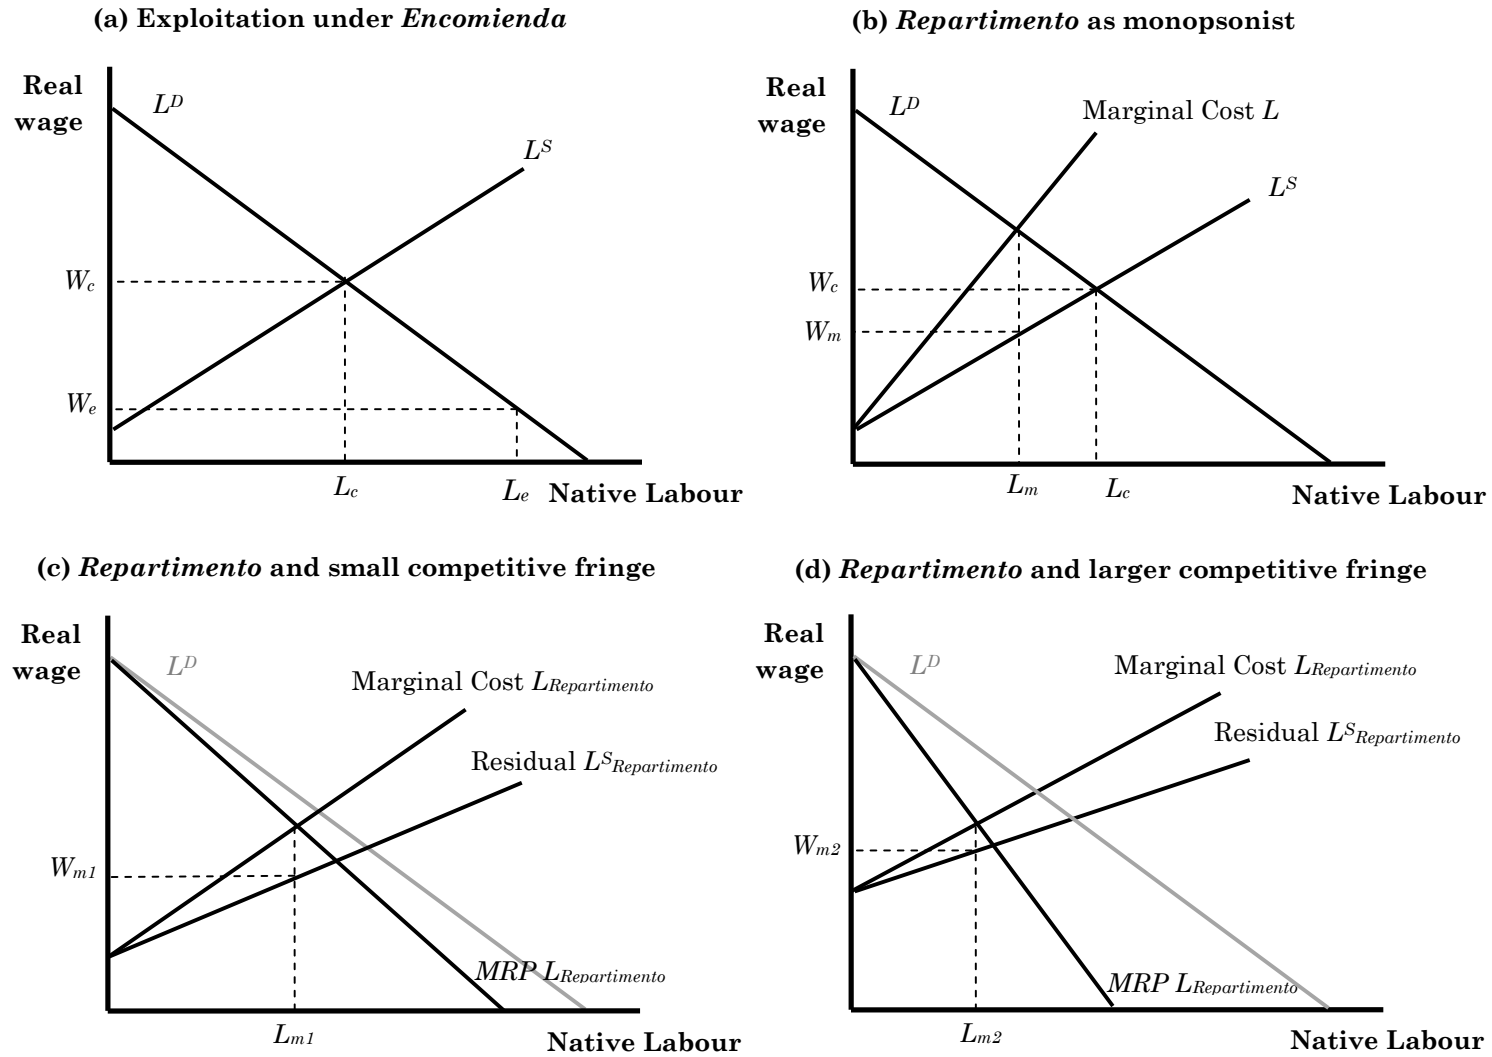 (a) Exploitation under Encomienda
Real
wage
L^D
L^S
W_c
W_e
L_c
L_e
Native Labour
(b) Repartimento as monopsonist
Real
wage
L^D
Marginal Cost L
L^S
W_c
W_m
L_m
L_c
Native Labour
(c) Repartimento and small competitive fringe
Real
wage
L^D
Marginal Cost L_Repartimento
Residual L^S_Repartimento
W_m1
MRP L_Repartimento
L_m1
Native Labour
(d) Repartimento and larger competitive fringe
Real
wage
L^D
Marginal Cost L_Repartimento
Residual L^S_Repartimento
W_m2
MRP L_Repartimento
L_m2
Native Labour